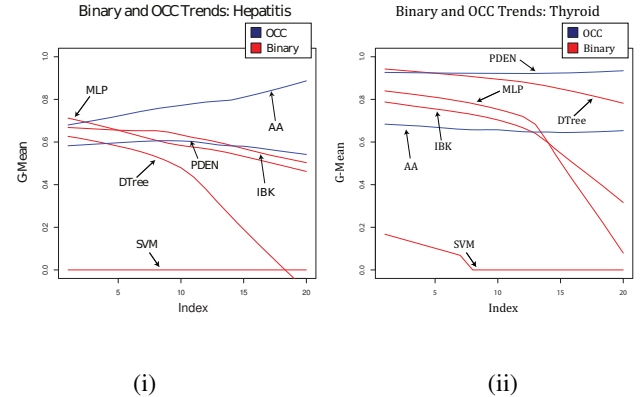 Binary and OCC Trends: Hepatitis
OCC
Binary
G-Mean
1.0
0.8
0.6
0.4
0.2
0.0
MLP
AA
PDEN
DTree
IBK
SVM
5
10
15
20
Index
(i)
Binary and OCC Trends: Thyroid
OCC
Binary
G-Mean
1.0
0.8
0.6
0.4
0.2
0.0
PDEN
MLP
DTree
IBK
AA
SVM
5
10
15
20
Index
(ii)